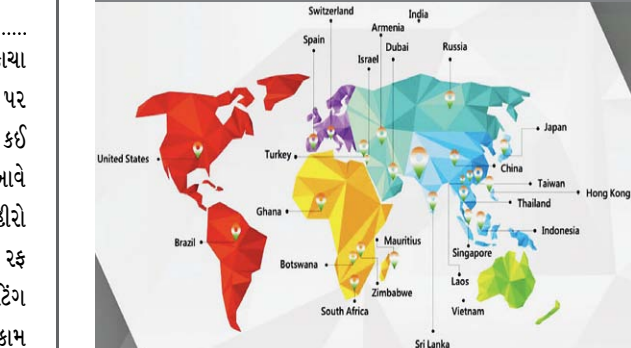 ......
ાચા
પર
કઈ
ાવે
હીરો
રફ
ટિંગ
કામ
Switzerland
India
Armenia
Spain
Dubai
Russia
Israel
Japan
United States
Turkey
China
Taiwan
Hong Kong
Ghana
Thailand
Brazil
Mauritius
Indonesia
Botswana
Singapore
Zimbabwe
Laos
South Africa
Vietnam
Sri Lanka